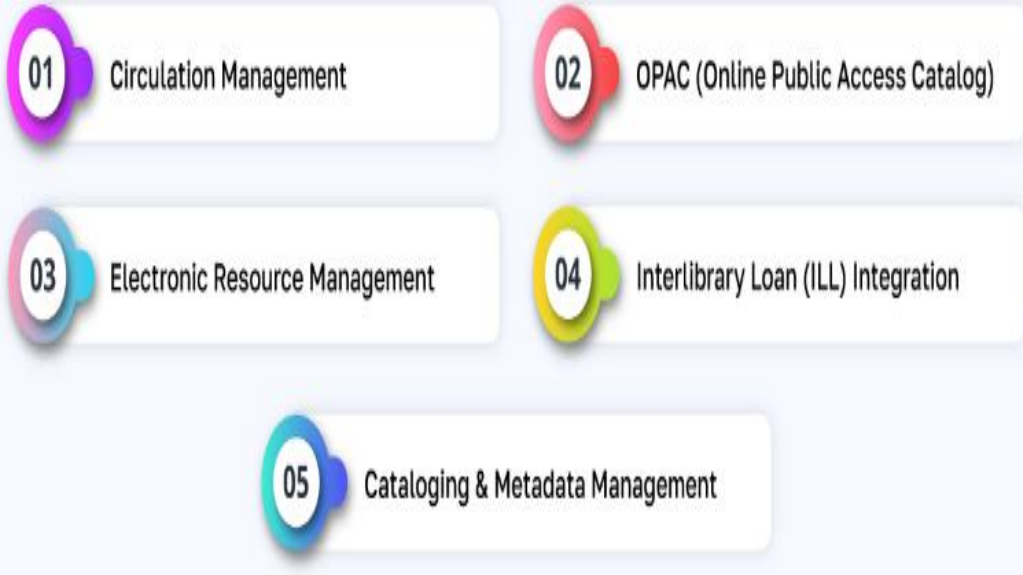 01
Circulation Management
02
OPAC (Online Public Access Catalog)
03
Electronic Resource Management
04
Interlibrary Loan (ILL) Integration
05
Cataloging & Metadata Management